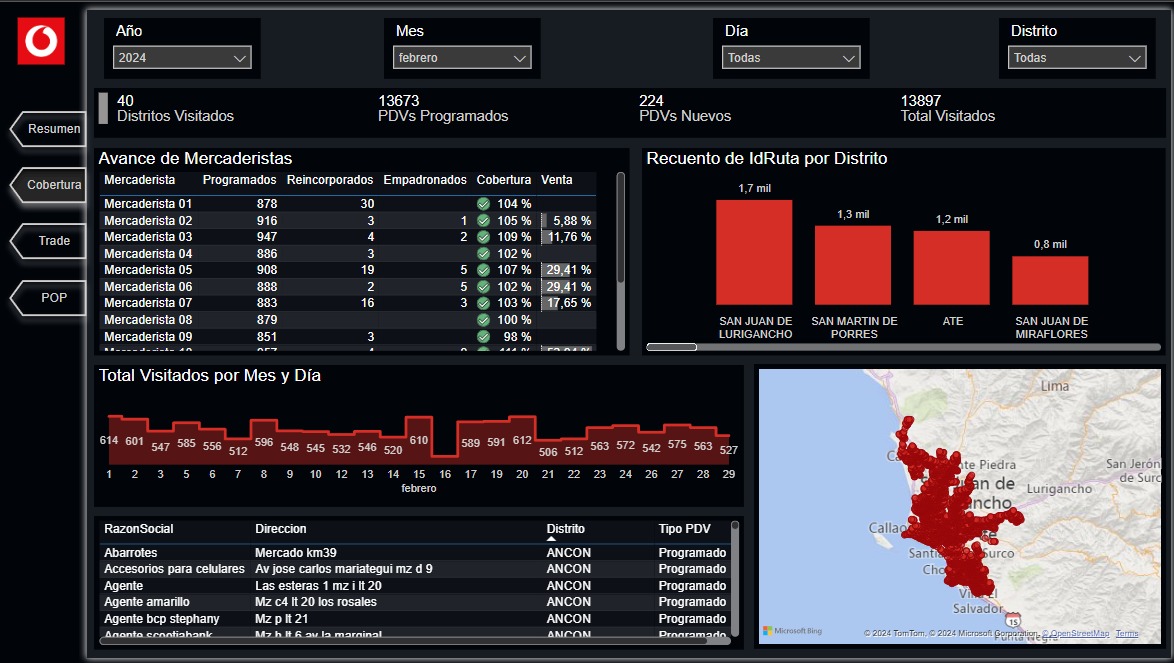 Año
2024
Mes
febrero
Día
Todas
Distrito
Todas
40
Distritos Visitados
13673
PDVs Programados
224
PDVs Nuevos
13897
Total Visitados
Resumen
Cobertura
Trade
POP
Avance de Mercaderistas
Mercaderista Programados Reincorporados Empadronados Cobertura Venta
Mercaderista 01 878 30 104 %
Mercaderista 02 916 3 1 105 % 5,88 %
Mercaderista 03 947 4 2 109 % 11,76 %
Mercaderista 04 886 3 102 %
Mercaderista 05 908 19 5 107 % 29,41 %
Mercaderista 06 888 2 5 102 % 29,41 %
Mercaderista 07 883 16 3 103 % 17,65 %
Mercaderista 08 879 100 %
Mercaderista 09 851 3 98 %
Recuento de IdRuta por Distrito
1,7 mil
1,3 mil
1,2 mil
0,8 mil
SAN JUAN DE LURIGANCHO
SAN MARTIN DE PORRES
ATE
SAN JUAN DE MIRAFLORES
Total Visitados por Mes y Día
614 601 547 585 556 512 596 548 545 532 546 520 610 589 591 612 506 512 563 572 542 575 563 527
1 2 3 5 6 7 8 9 10 12 13 14 15 16 17 19 20 21 22 23 24 26 27 28 29
febrero
RazonSocial Direccion Distrito Tipo PDV
Abarrotes Mercado km39 ANCON Programado
Accesorios para celulares Av jose carlos mariategui mz d 9 ANCON Programado
Agente Las esteras 1 mz i lt 20 ANCON Programado
Agente amarillo Mz c4 lt 20 los rosales ANCON Programado
Agente bcp stephany Mz p lt 21 ANCON Programado
Agente scotiabank Mz h lt 6 av la marginal ANCON Programado
Lima
San Jerón
de Surc
Lurigancho
Callao
Surco
Villa El
Salvador
15
Punta Negra
Microsoft Bing
© 2024 TomTom, © 2024 Microsoft Corporation, © OpenStreetMap Terms